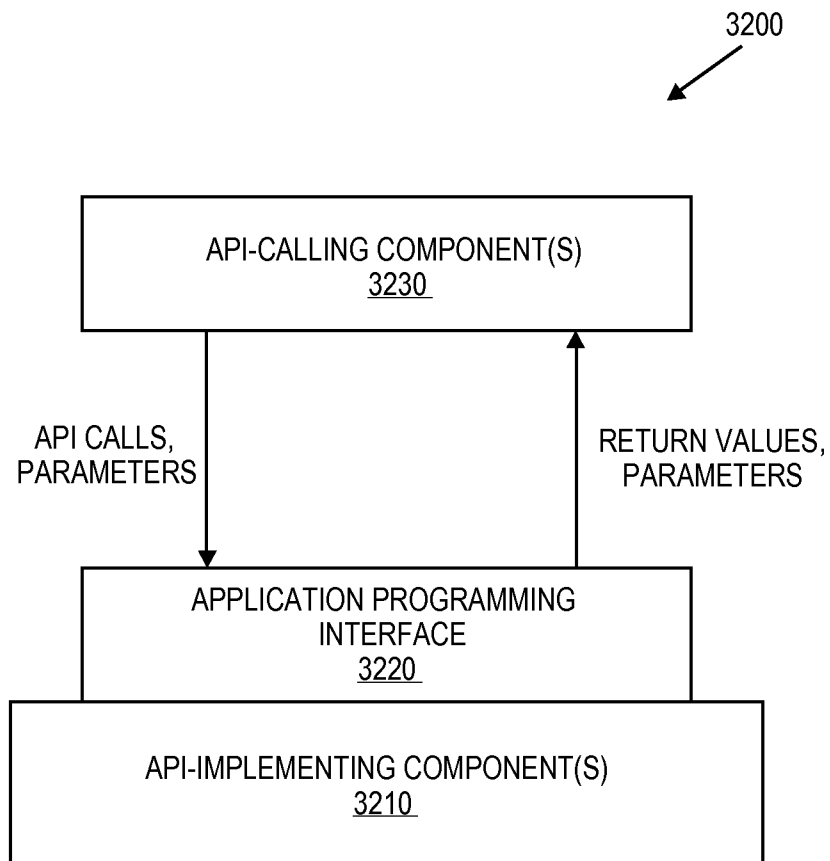 3200
API-CALLING COMPONENT(S)
3230
API CALLS,
PARAMETERS
RETURN VALUES,
PARAMETERS
APPLICATION PROGRAMMING
INTERFACE
3220
API-IMPLEMENTING COMPONENT(S)
3210